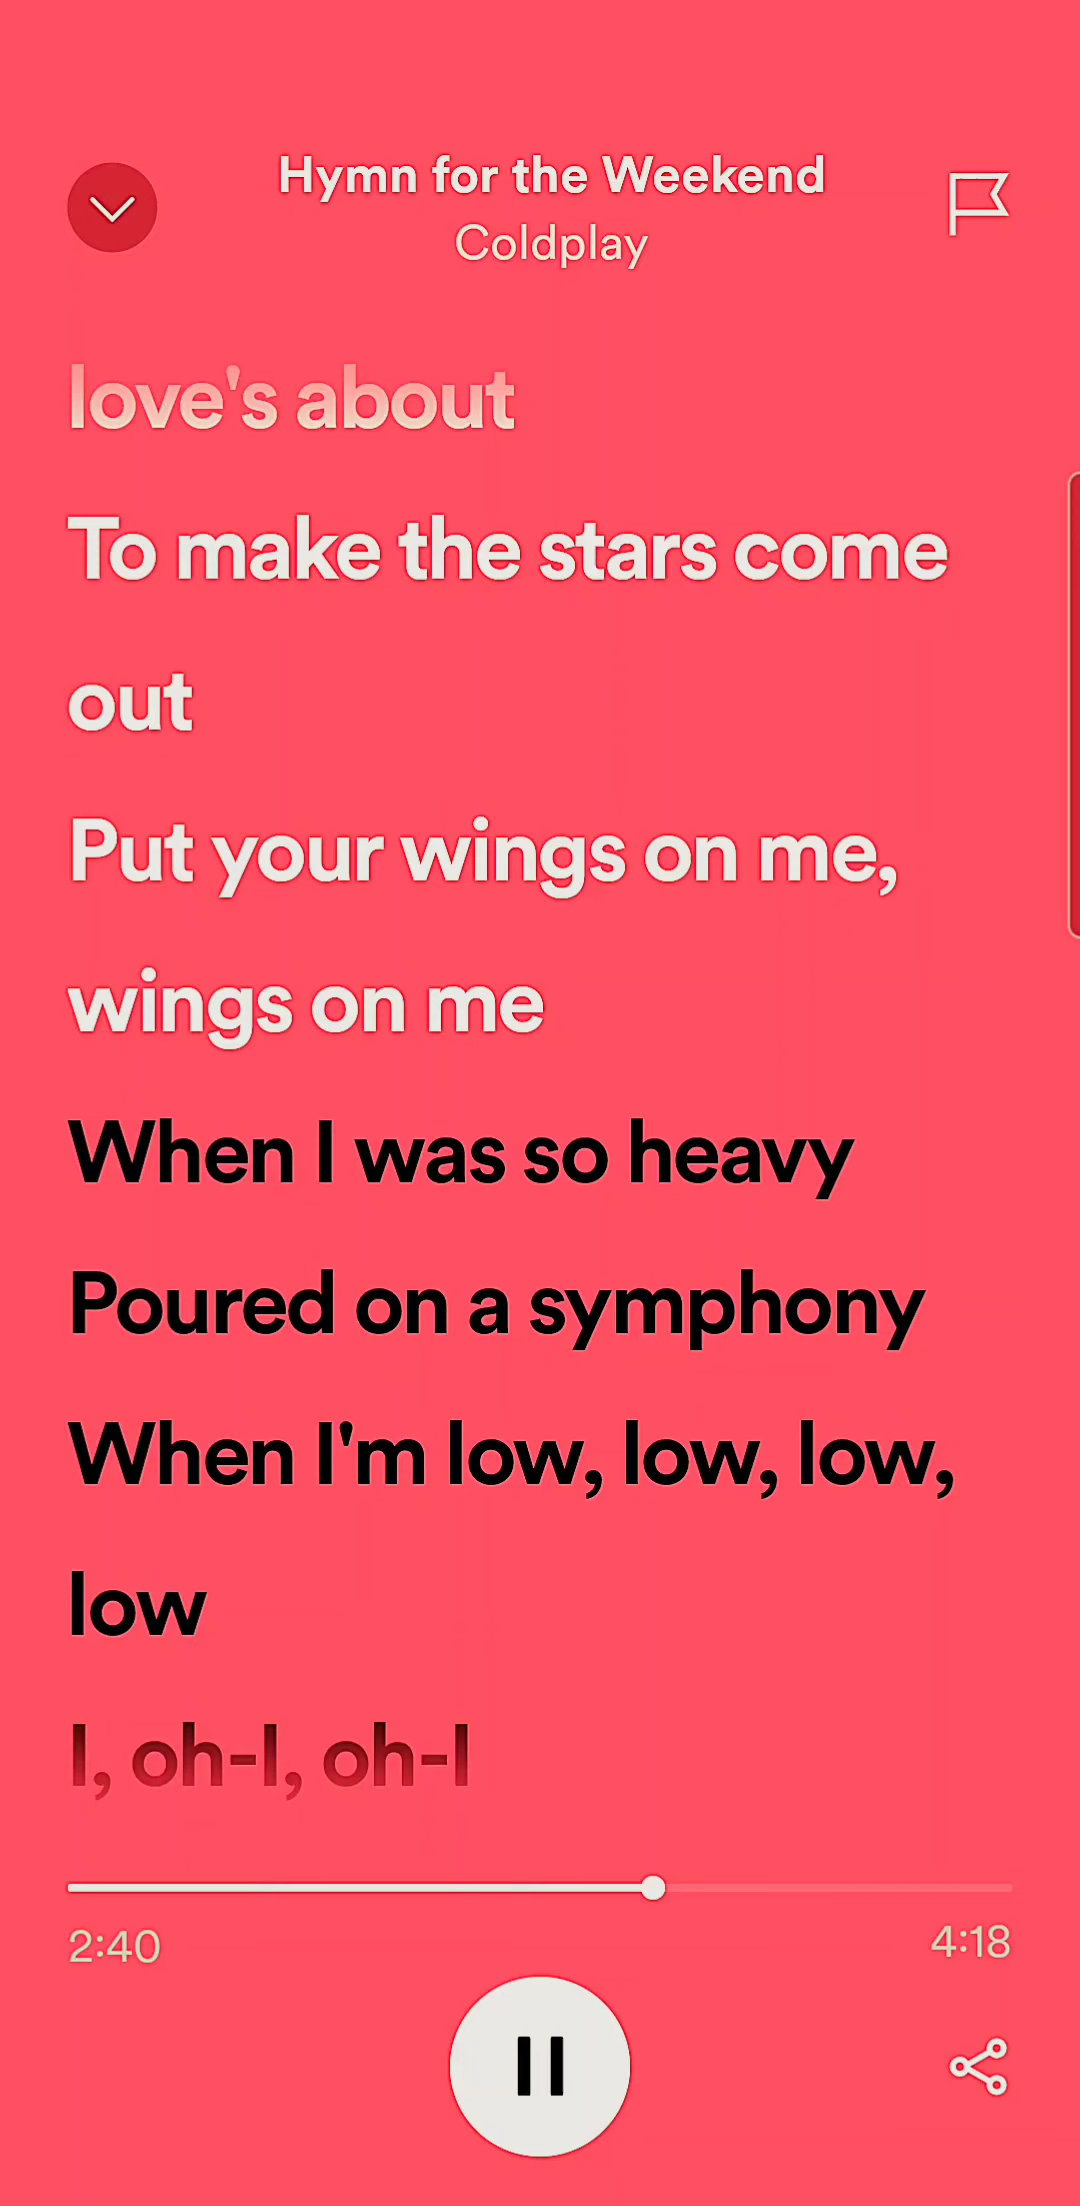 Hymn for the Weekend
Coldplay
love's about
To make the stars come
out
Put your wings on me,
wings on me
When I was so heavy
Poured on a symphony
When I'm low, low, low,
low
I, oh-I, oh-I
2:40
4:18